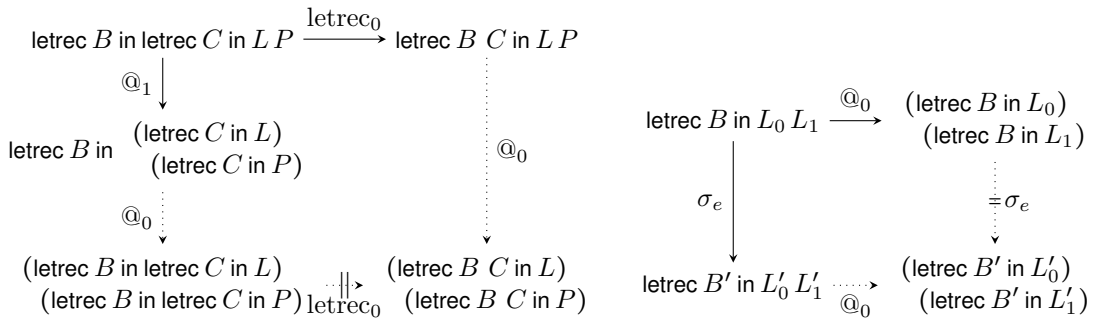 letrec₀
letrec B in letrec C in L P
letrec B C in L P
@₁
letrec B in
(letrec C in L)
(letrec C in P)
@₀
@₀
(letrec B in letrec C in L)
(letrec B in letrec C in P)
letrec₀
(letrec B C in L)
(letrec B C in P)
letrec B in L₀ L₁
@₀
(letrec B in L₀)
(letrec B in L₁)
σₑ
=σₑ
letrec B′ in L′₀ L′₁
@₀
(letrec B′ in L′₀)
(letrec B′ in L′₁)